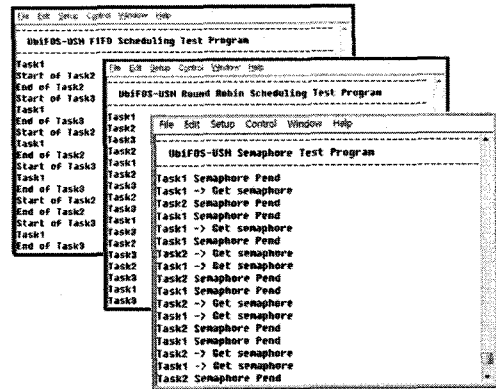 File Edit Setup Control Window Help
UbiFOS-USN FIFO Scheduling Test Program
Task1
Start of Task2
End of Task2
Start of Task3
Task1
End of Task3
Start of Task2
Task1
End of Task2
Start of Task3
Task1
End of Task3
Start of Task2
End of Task2
Start of Task3
Task1
End of Task3
File Edit Setup Control Window Help
UbiFOS-USN Round Robin Scheduling Test Program
Task1
Task2
Task3
Task2
Task1
Task2
Task3
Task2
Task3
Task1
Task3
Task2
Task3
Task1
Task2
Task3
Task1
Task3
File Edit Setup Control Window Help
UbiFOS-USN Semaphore Test Program
Task1 Semaphore Pend
Task1 -> Get semaphore
Task2 Semaphore Pend
Task1 Semaphore Pend
Task1 -> Get semaphore
Task1 Semaphore Pend
Task2 -> Get semaphore
Task1 -> Get semaphore
Task2 Semaphore Pend
Task1 Semaphore Pend
Task2 -> Get semaphore
Task1 -> Get semaphore
Task2 Semaphore Pend
Task1 Semaphore Pend
Task2 -> Get semaphore
Task1 -> Get semaphore
Task2 Semaphore Pend